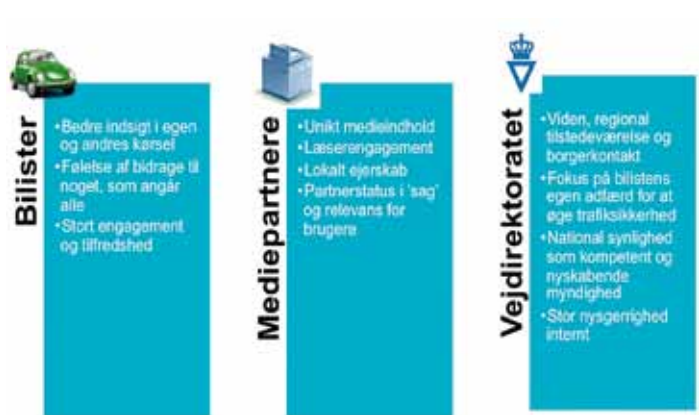 Bilister
•Bedre indsigt i egen
og andres kørsel
•Følelse af bidrage til
noget, som angår
alle
•Stort engagement
og tilfredshed
Mediepartnere
•Unikt medieindhold
•Læserengagement
•Lokalt ejerskab
•Partnerstatus i 'sag'
og relevans for
brugere
Vejdirektoratet
•Viden, regional
tilstedeværelse og
borgerkontakt
•Fokus på bilistens
egen adfærd for at
øge trafiksikkerhed
•National synlighed
som kompetent og
nyskabende
myndighed
•Stor nysgerrighed
internt